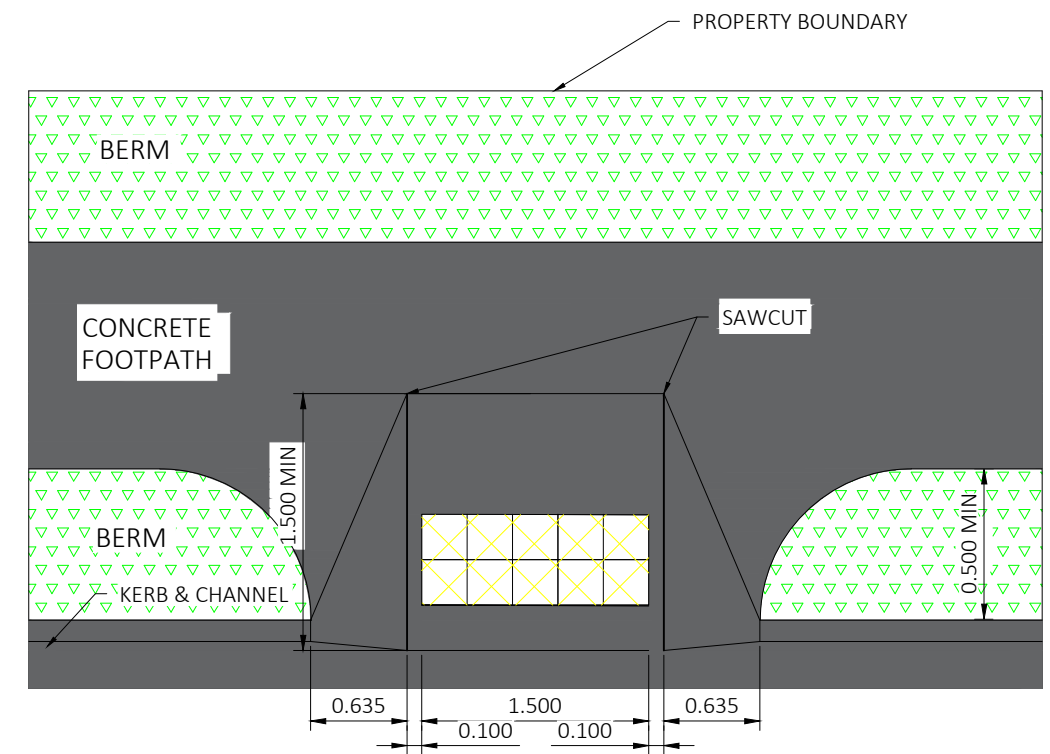 PROPERTY BOUNDARY
BERM
CONCRETE
FOOTPATH
SAWCUT
1.500 MIN
BERM
0.500 MIN
KERB & CHANNEL
0.635
1.500
0.635
0.100
0.100